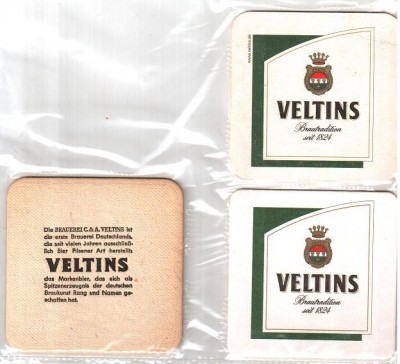 VELTINS
Brautradition
seit 1824
Die BRAUEREI C.& A. VELTINS ist
die erste Brauerei Deutschlands,
die seit vielen Jahren ausschließ-
lich Bier Pilsener Art herstellt.
VELTINS
das Markenbier, das sich als
Spitzenerzeugnis der deutschen
Braukunst Rang und Namen ge-
schaffen hat.
VELTINS
Brautradition
seit 1824